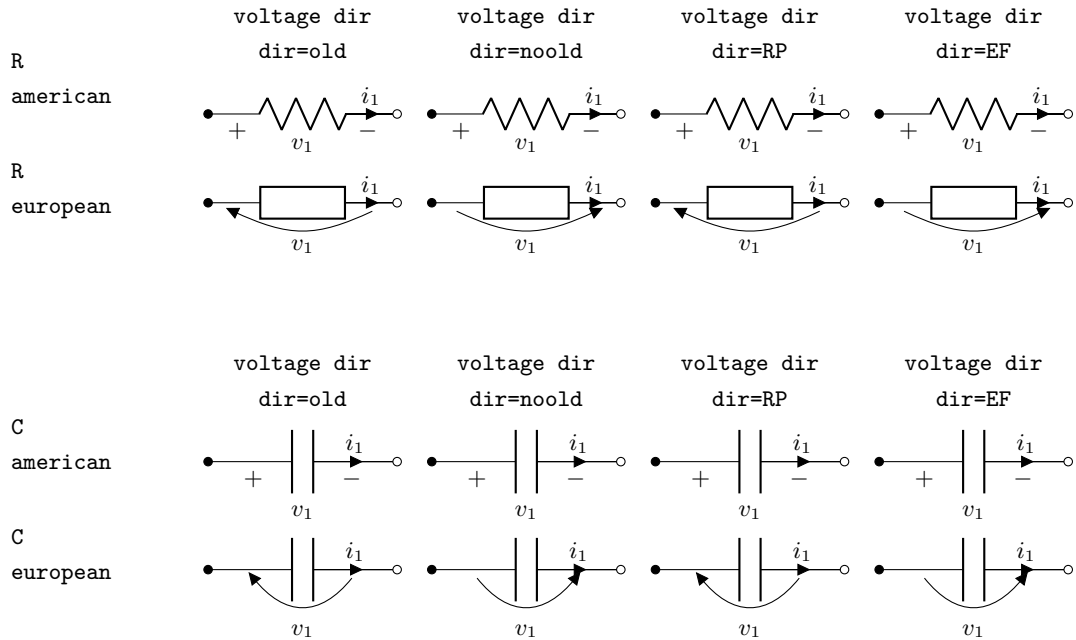 voltage dir voltage dir voltage dir voltage dir
dir=old dir=noold dir=RP dir=EF
R
american
i1 i1 i1 i1
+ v1 − + v1 − + v1 − + v1 −
R
european
i1 i1 i1 i1
v1 v1 v1 v1
voltage dir voltage dir voltage dir voltage dir
dir=old dir=noold dir=RP dir=EF
C
american
i1 i1 i1 i1
+ − + − + − + −
v1 v1 v1 v1
C
european
i1 i1 i1 i1
v1 v1 v1 v1